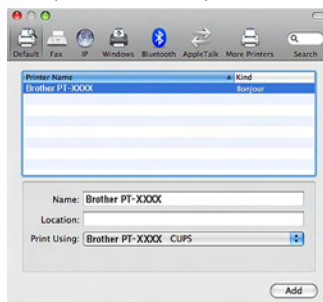 Default Fax IP Windows Bluetooth AppleTalk More Printers Search
Printer Name Kind
Brother PT-XXXX Bonjour
Name: Brother PT-XXXX
Location:
Print Using: Brother PT-XXXX CUPS
Add